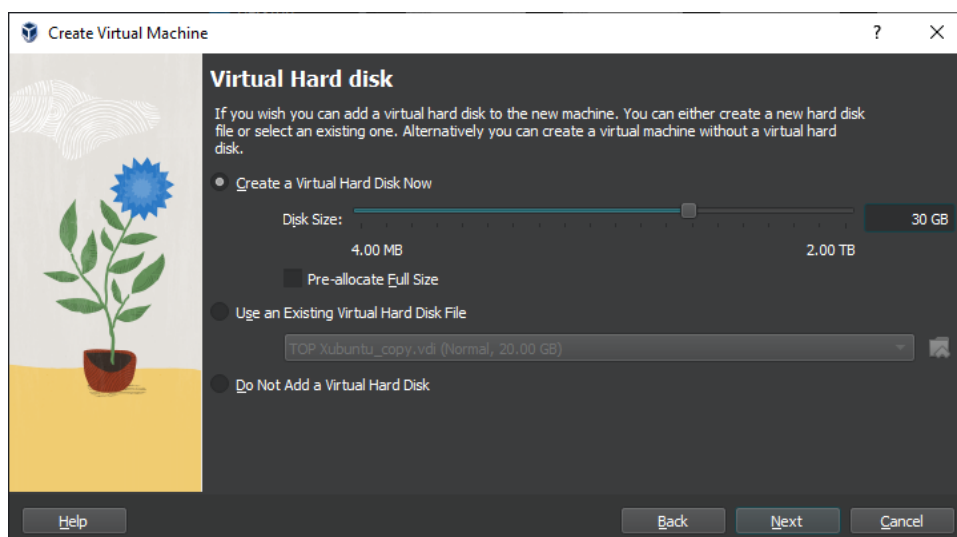 Create Virtual Machine
?
Virtual Hard disk
If you wish you can add a virtual hard disk to the new machine. You can either create a new hard disk
file or select an existing one. Alternatively you can create a virtual machine without a virtual hard
disk.
Create a Virtual Hard Disk Now
Disk Size:
30 GB
4.00 MB
2.00 TB
Pre-allocate Full Size
Use an Existing Virtual Hard Disk File
TOP Xubuntu_copy.vdi (Normal, 20.00 GB)
Do Not Add a Virtual Hard Disk
Help
Back
Next
Cancel